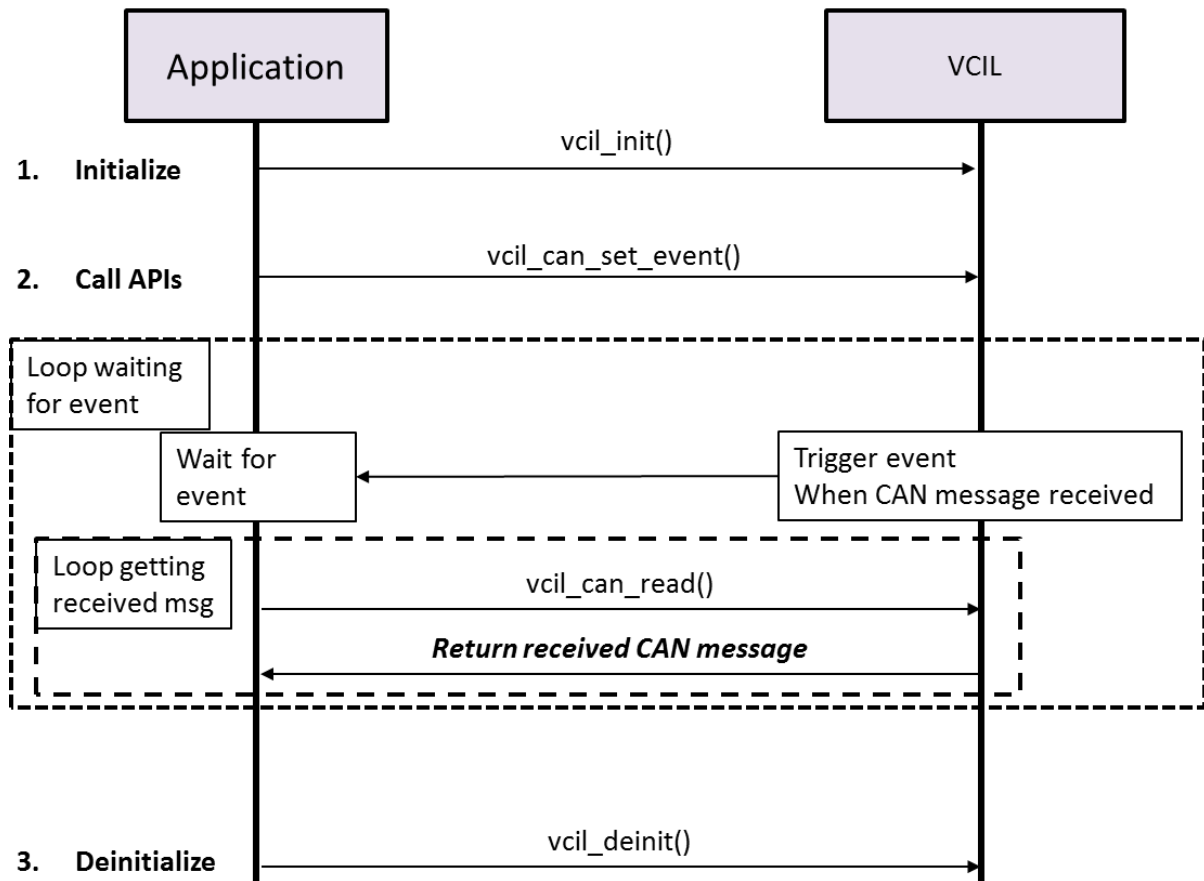 Application
VCIL
vcil_init()
1. Initialize
vcil_can_set_event()
2. Call APIs
Loop waiting
for event
Wait for
event
Trigger event
When CAN message received
Loop getting
received msg
vcil_can_read()
Return received CAN message
vcil_deinit()
3. Deinitialize